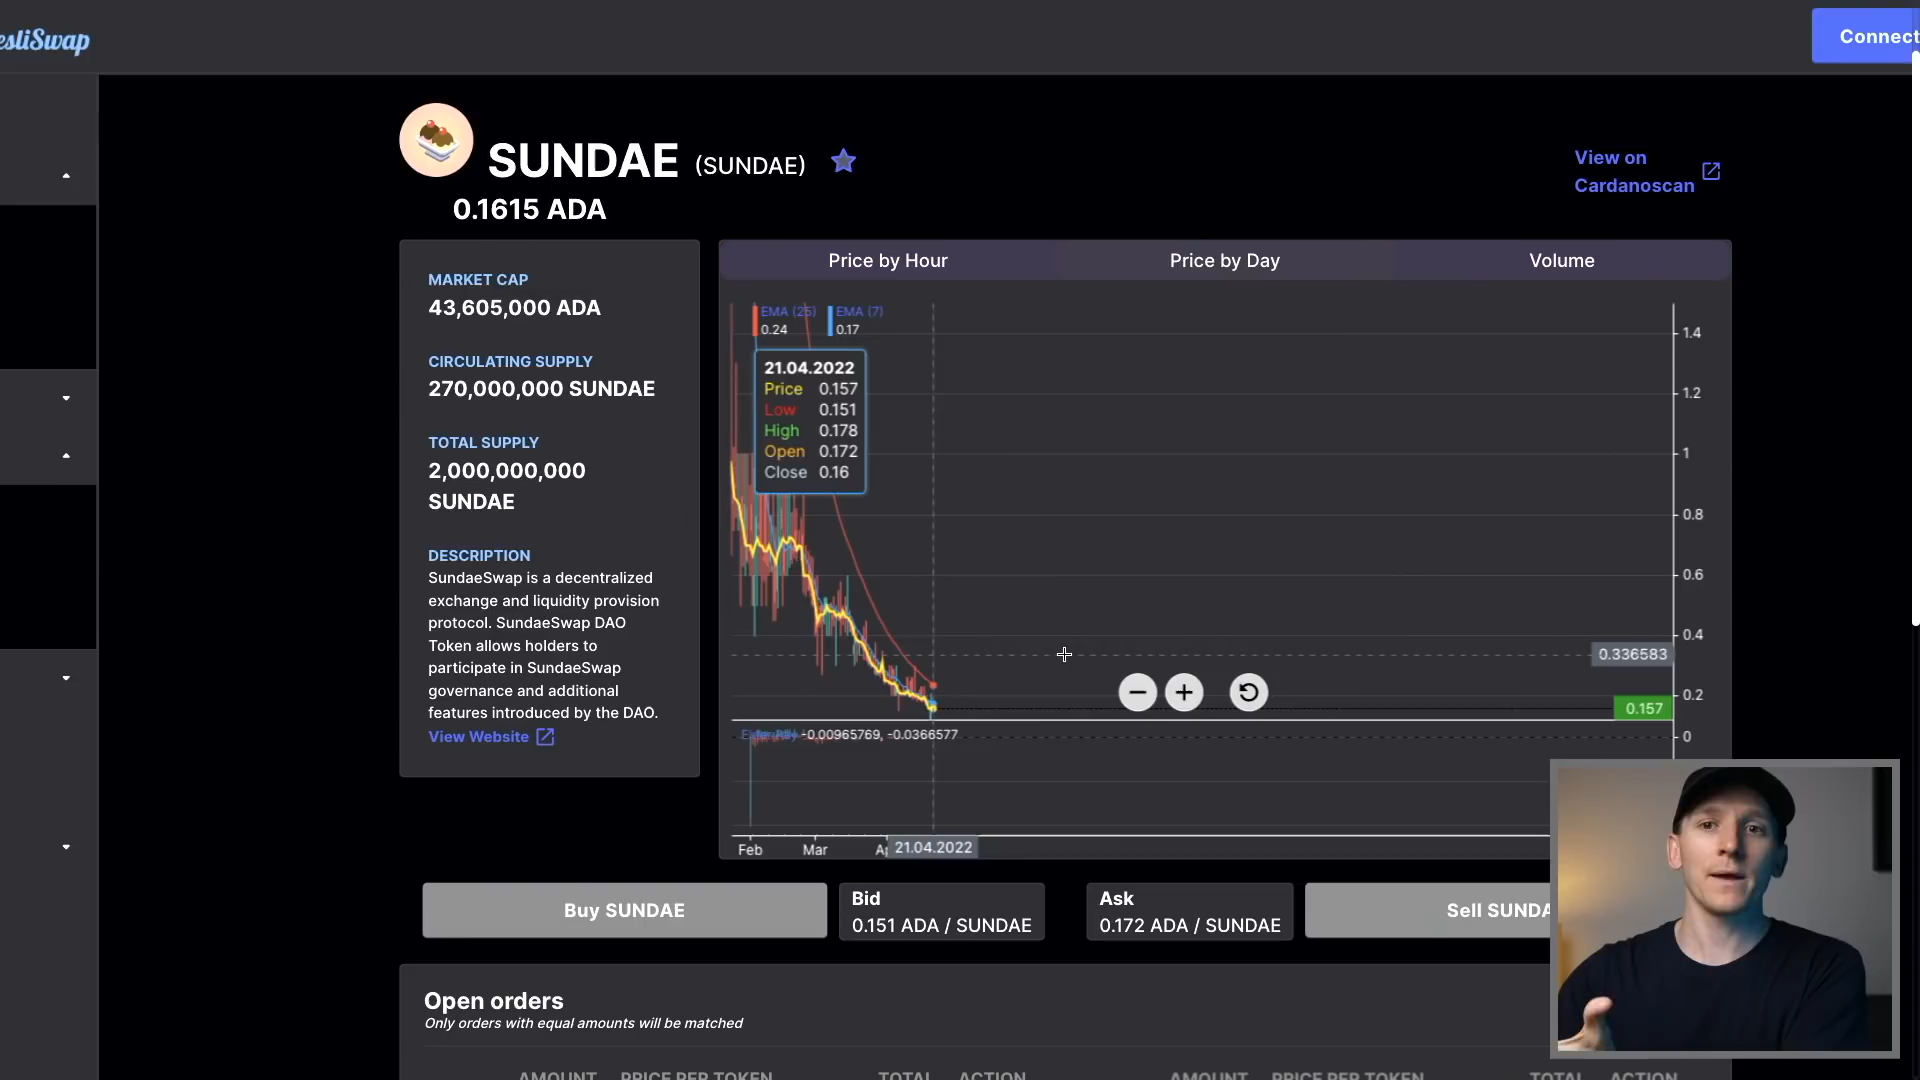 esliSwap
Connect
SUNDAE (SUNDAE)
0.1615 ADA
View on
Cardanoscan
MARKET CAP
43,605,000 ADA
CIRCULATING SUPPLY
270,000,000 SUNDAE
TOTAL SUPPLY
2,000,000,000
SUNDAE
DESCRIPTION
SundaeSwap is a decentralized
exchange and liquidity provision
protocol. SundaeSwap DAO
Token allows holders to
participate in SundaeSwap
governance and additional
features introduced by the DAO.
View Website
Price by Hour
Price by Day
Volume
EMA (25)
0.24
EMA (7)
0.17
21.04.2022
Price 0.157
Low 0.151
High 0.178
Open 0.172
Close 0.16
1.4
1.2
1
0.8
0.6
0.4
0.336583
0.2
0.157
-0.00965769, -0.0366577
0
Feb
Mar
21.04.2022
Buy SUNDAE
Bid
0.151 ADA / SUNDAE
Ask
0.172 ADA / SUNDAE
Sell SUNDA
Open orders
Only orders with equal amounts will be matched
AMOUNT PRICE PER TOKEN TOTAL ACTION
AMOUNT PRICE PER TOKEN TOTAL ACTION